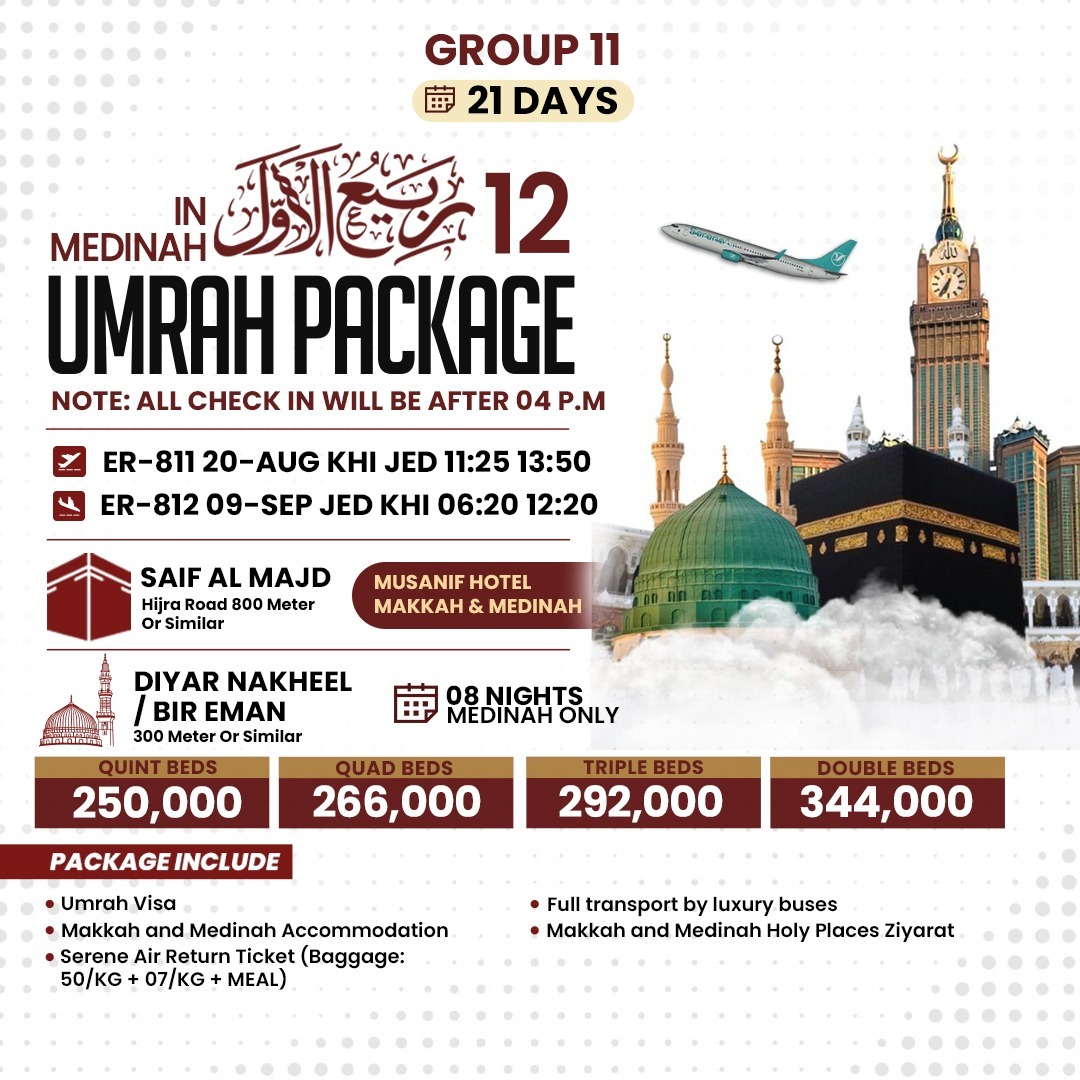 GROUP 11
21 DAYS
IN
MEDINAH
ربيع الأول
12
UMRAH PACKAGE
NOTE: ALL CHECK IN WILL BE AFTER 04 P.M
ER-811 20-AUG KHI JED 11:25 13:50
ER-812 09-SEP JED KHI 06:20 12:20
SAIF AL MAJD
Hijra Road 800 Meter
Or Similar
MUSANIF HOTEL
MAKKAH & MEDINAH
DIYAR NAKHEEL
/ BIR EMAN
300 Meter Or Similar
08 NIGHTS
MEDINAH ONLY
QUINT BEDS
250,000
QUAD BEDS
266,000
TRIPLE BEDS
292,000
DOUBLE BEDS
344,000
PACKAGE INCLUDE
• Umrah Visa
• Makkah and Medinah Accommodation
• Serene Air Return Ticket (Baggage:
50/KG + 07/KG + MEAL)
• Full transport by luxury buses
• Makkah and Medinah Holy Places Ziyarat